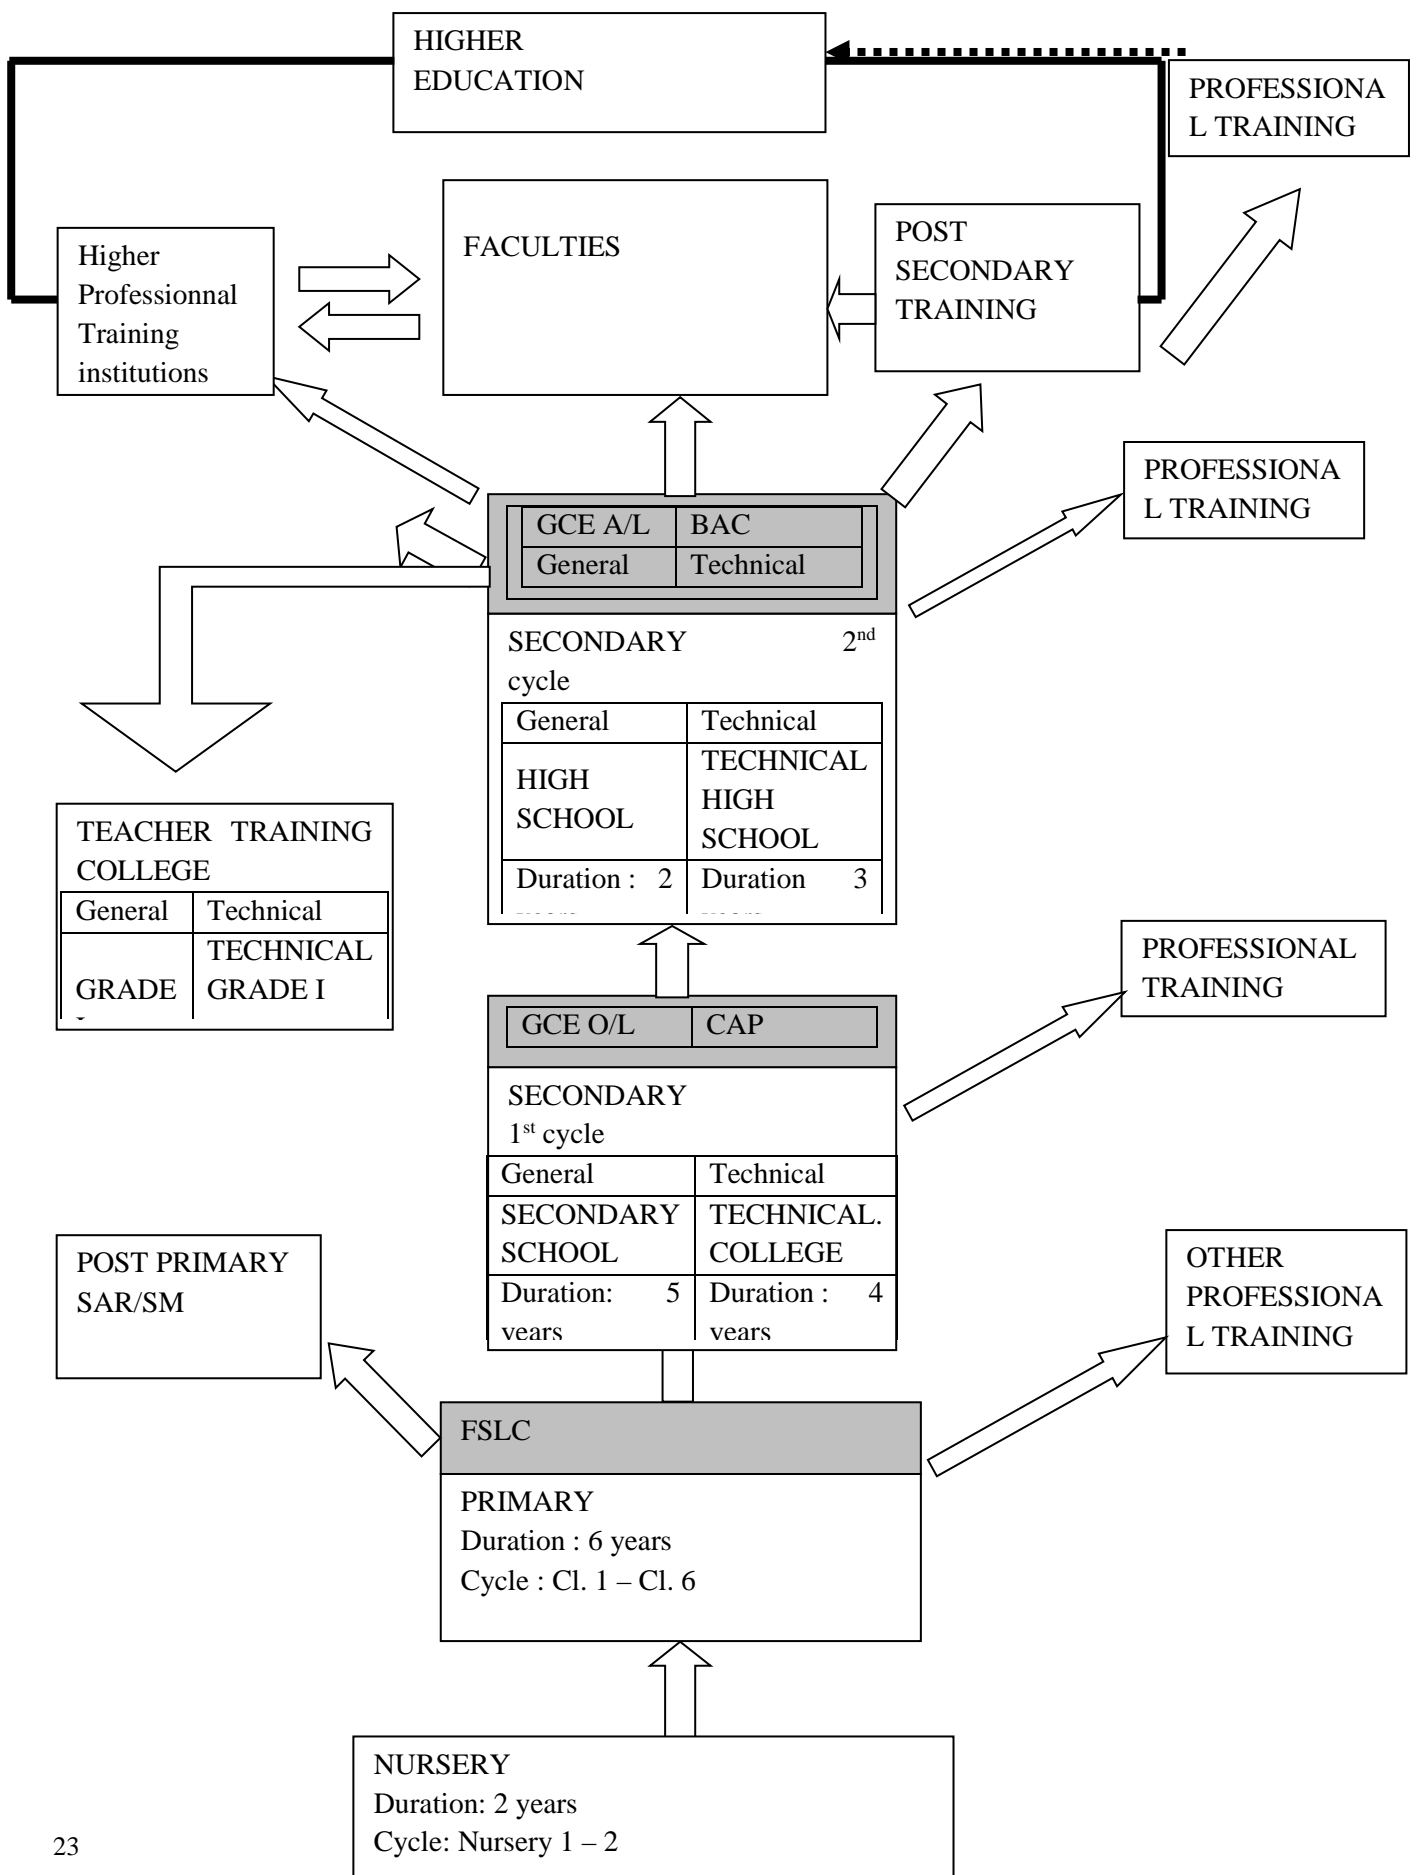 HIGHER
EDUCATION
PROFESSIONA
L TRAINING
Higher
Professionnal
Training
institutions
FACULTIES
POST
SECONDARY
TRAINING
PROFESSIONA
L TRAINING
GCE A/L BAC
General Technical
SECONDARY 2nd
cycle
General Technical
HIGH
SCHOOL
TECHNICAL
HIGH
SCHOOL
Duration : 2
Duration 3
TEACHER TRAINING
COLLEGE
General Technical
GRADE
TECHNICAL
GRADE I
PROFESSIONAL
TRAINING
GCE O/L CAP
SECONDARY
1st cycle
General Technical
SECONDARY
SCHOOL
TECHNICAL.
COLLEGE
Duration: 5
years
Duration : 4
years
POST PRIMARY
SAR/SM
OTHER
PROFESSIONA
L TRAINING
FSLC
PRIMARY
Duration : 6 years
Cycle : Cl. 1 – Cl. 6
NURSERY
Duration: 2 years
Cycle: Nursery 1 – 2
23